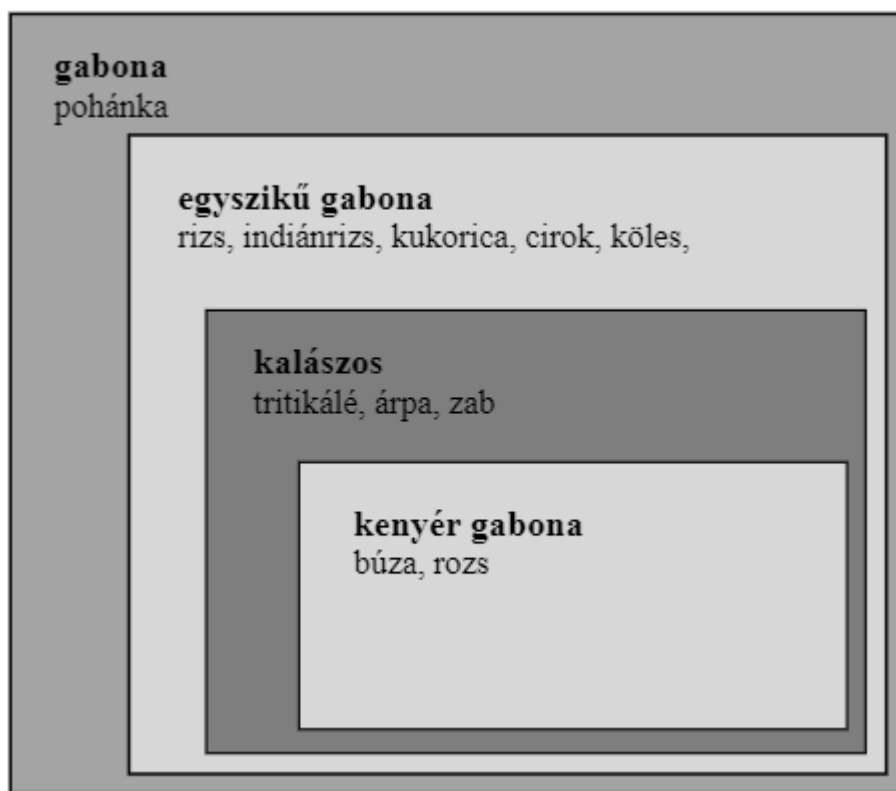 gabona
pohánka
egyszikű gabona
rizs, indiánrizs, kukorica, cirok, köles,
kalászos
tritikálé, árpa, zab
kenyér gabona
búza, rozs